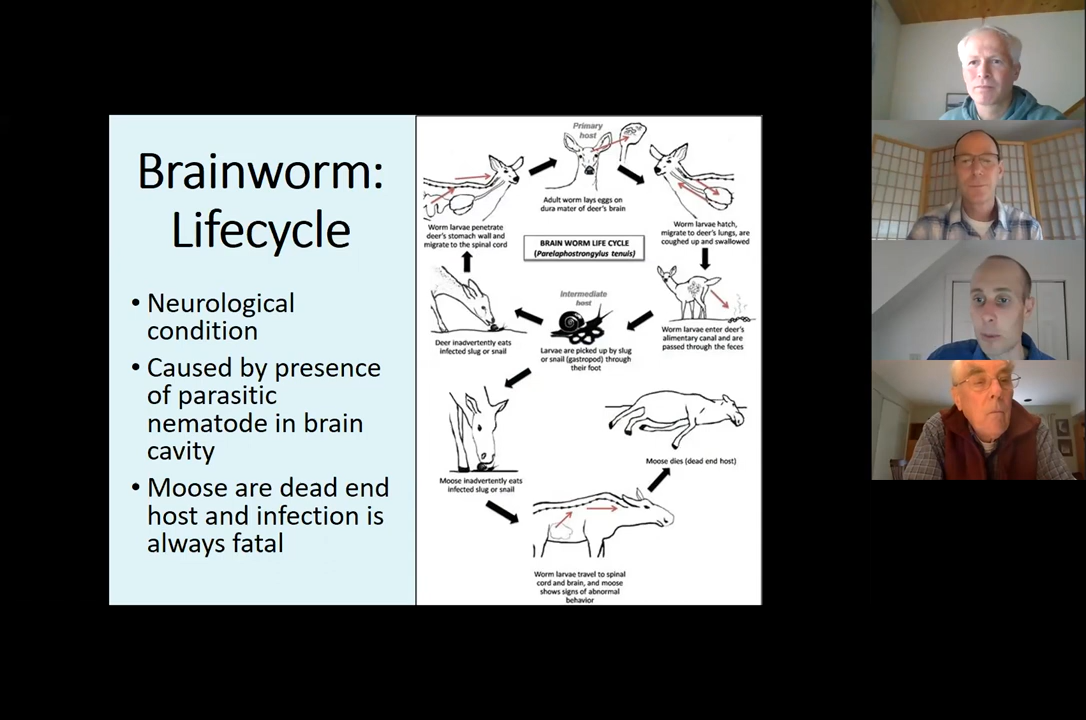 Brainworm:
Lifecycle
• Neurological
condition
• Caused by presence
of parasitic
nematode in brain
cavity
• Moose are dead end
host and infection is
always fatal
Primary
host
Adult worm lays eggs on
dura mater of deer's brain
Worm larvae hatch,
migrate to deer's lungs, are
coughed up and swallowed
Worm larvae penetrate
deer's stomach wall and
migrate to the spinal cord
BRAIN WORM LIFE CYCLE
(Parelaphostrongylus tenuis)
Intermediate
host
Worm larvae enter deer's
alimentary canal and are
passed through the feces
Larvae are picked up by slug
or snail (gastropod) through
their foot
Deer inadvertently eats
infected slug or snail
Moose inadvertently eats
infected slug or snail
Moose dies (dead end host)
Worm larvae travel to spinal
cord and brain, and moose
shows signs of abnormal
behavior